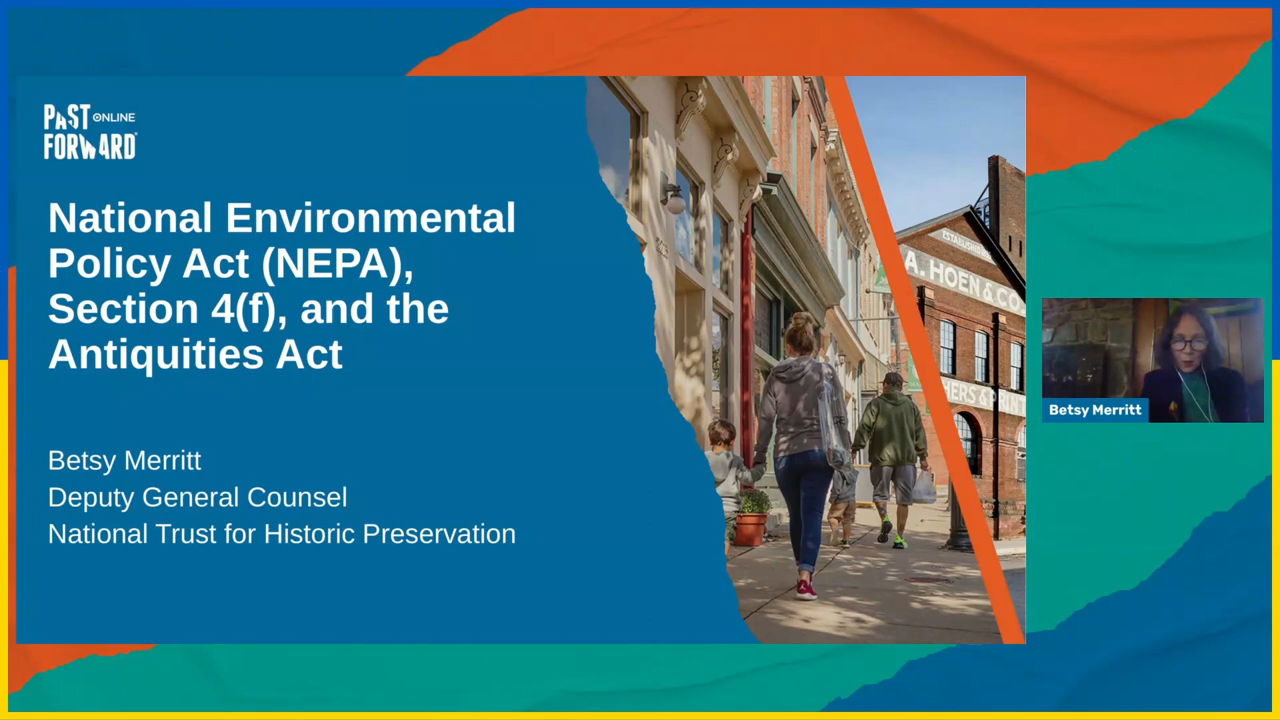 PAST ONLINE
FORWARD
National Environmental
Policy Act (NEPA),
Section 4(f), and the
Antiquities Act
Betsy Merritt
Deputy General Counsel
National Trust for Historic Preservation
A. HOEN & CO
Betsy Merritt